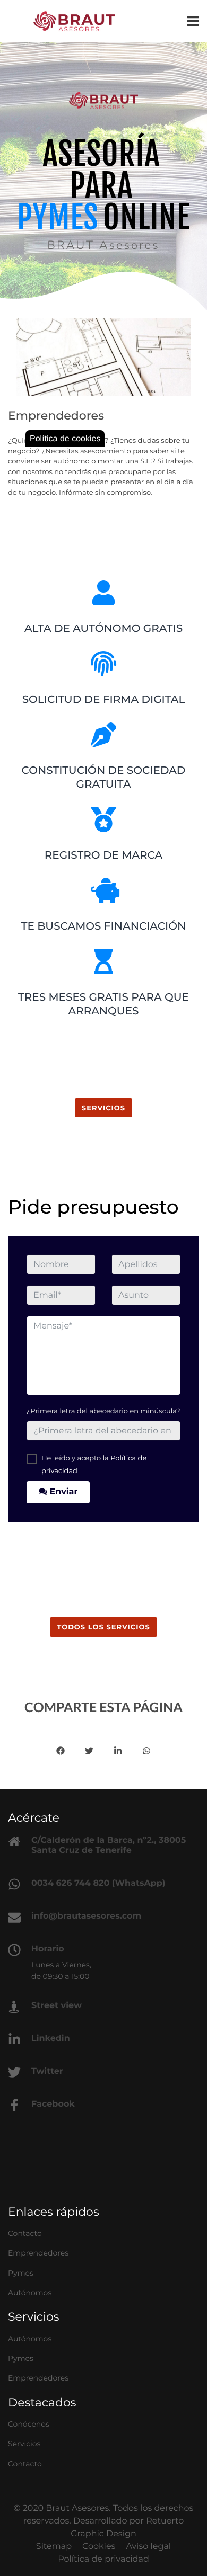 BRAUT
ASESORES
BRAUT
ASESORES
ASESORÍA
PARA
PYMES ONLINE
BRAUT Asesores
8'-0"
F
ST
Emprendedores
? ¿Tienes dudas sobre tu
Política de cookies
negocio? ¿Necesitas asesoramiento para saber si te
conviene ser autónomo o montar una S.L.? Si trabajas
con nosotros no tendrás que preocuparte por las
situaciones que se te puedan presentar en el día a día
de tu negocio. Infórmate sin compromiso.
ALTA DE AUTÓNOMO GRATIS
SOLICITUD DE FIRMA DIGITAL
CONSTITUCIÓN DE SOCIEDAD
GRATUITA
REGISTRO DE MARCA
TE BUSCAMOS FINANCIACIÓN
TRES MESES GRATIS PARA QUE
ARRANQUES
SERVICIOS
Pide presupuesto
Nombre Apellidos
Email* Asunto
Mensaje*
¿Primera letra del abecedario en minúscula?
¿Primera letra del abecedario en
He leído y acepto la Política de
privacidad
Enviar
TODOS LOS SERVICIOS
COMPARTE ESTA PÁGINA
Acércate
C/Calderón de la Barca, nº2., 38005
Santa Cruz de Tenerife
0034 626 744 820 (WhatsApp)
info@brautasesores.com
Horario
Lunes a Viernes,
de 09:30 a 15:00
Street view
Linkedin
Twitter
Facebook
Enlaces rápidos
Contacto
Emprendedores
Pymes
Autónomos
Servicios
Autónomos
Pymes
Emprendedores
Destacados
Conócenos
Servicios
Contacto
© 2020 Braut Asesores. Todos los derechos
reservados. Desarrollado por Retuerto
Graphic Design
Sitemap Cookies Aviso legal
Política de privacidad